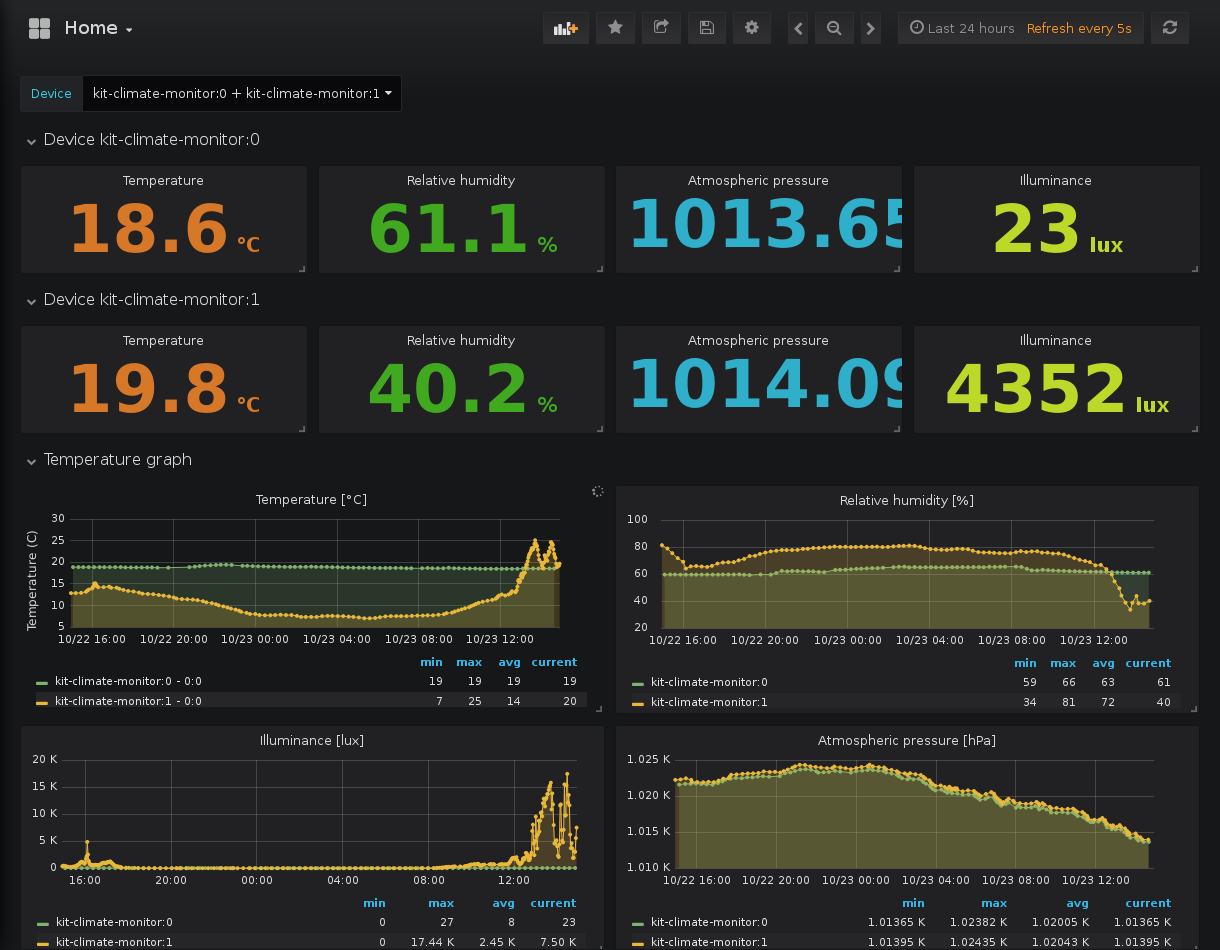 Home
Last 24 hours Refresh every 5s
Device kit-climate-monitor:0 + kit-climate-monitor:1
Device kit-climate-monitor:0
Temperature Relative humidity Atmospheric pressure Illuminance
18.6 °C 61.1 % 1013.65 23 lux
Device kit-climate-monitor:1
Temperature Relative humidity Atmospheric pressure Illuminance
19.8 °C 40.2 % 1014.09 4352 lux
Temperature graph
Temperature [°C]
Temperature (C)
30
25
20
15
10
5
10/22 16:00 10/22 20:00 10/23 00:00 10/23 04:00 10/23 08:00 10/23 12:00
min max avg current
kit-climate-monitor:0 - 0:0 19 19 19 19
kit-climate-monitor:1 - 0:0 7 25 14 20
Relative humidity [%]
100
80
60
40
20
10/22 16:00 10/22 20:00 10/23 00:00 10/23 04:00 10/23 08:00 10/23 12:00
min max avg current
kit-climate-monitor:0 59 66 63 61
kit-climate-monitor:1 34 81 72 40
Illuminance [lux]
20 K
15 K
10 K
5 K
0
16:00 20:00 00:00 04:00 08:00 12:00
min max avg current
kit-climate-monitor:0 0 27 8 23
kit-climate-monitor:1 0 17.44 K 2.45 K 7.50 K
Atmospheric pressure [hPa]
1.025 K
1.020 K
1.015 K
1.010 K
10/22 16:00 10/22 20:00 10/23 00:00 10/23 04:00 10/23 08:00 10/23 12:00
min max avg current
kit-climate-monitor:0 1.01365 K 1.02382 K 1.02005 K 1.01365 K
kit-climate-monitor:1 1.01395 K 1.02435 K 1.02043 K 1.01395 K